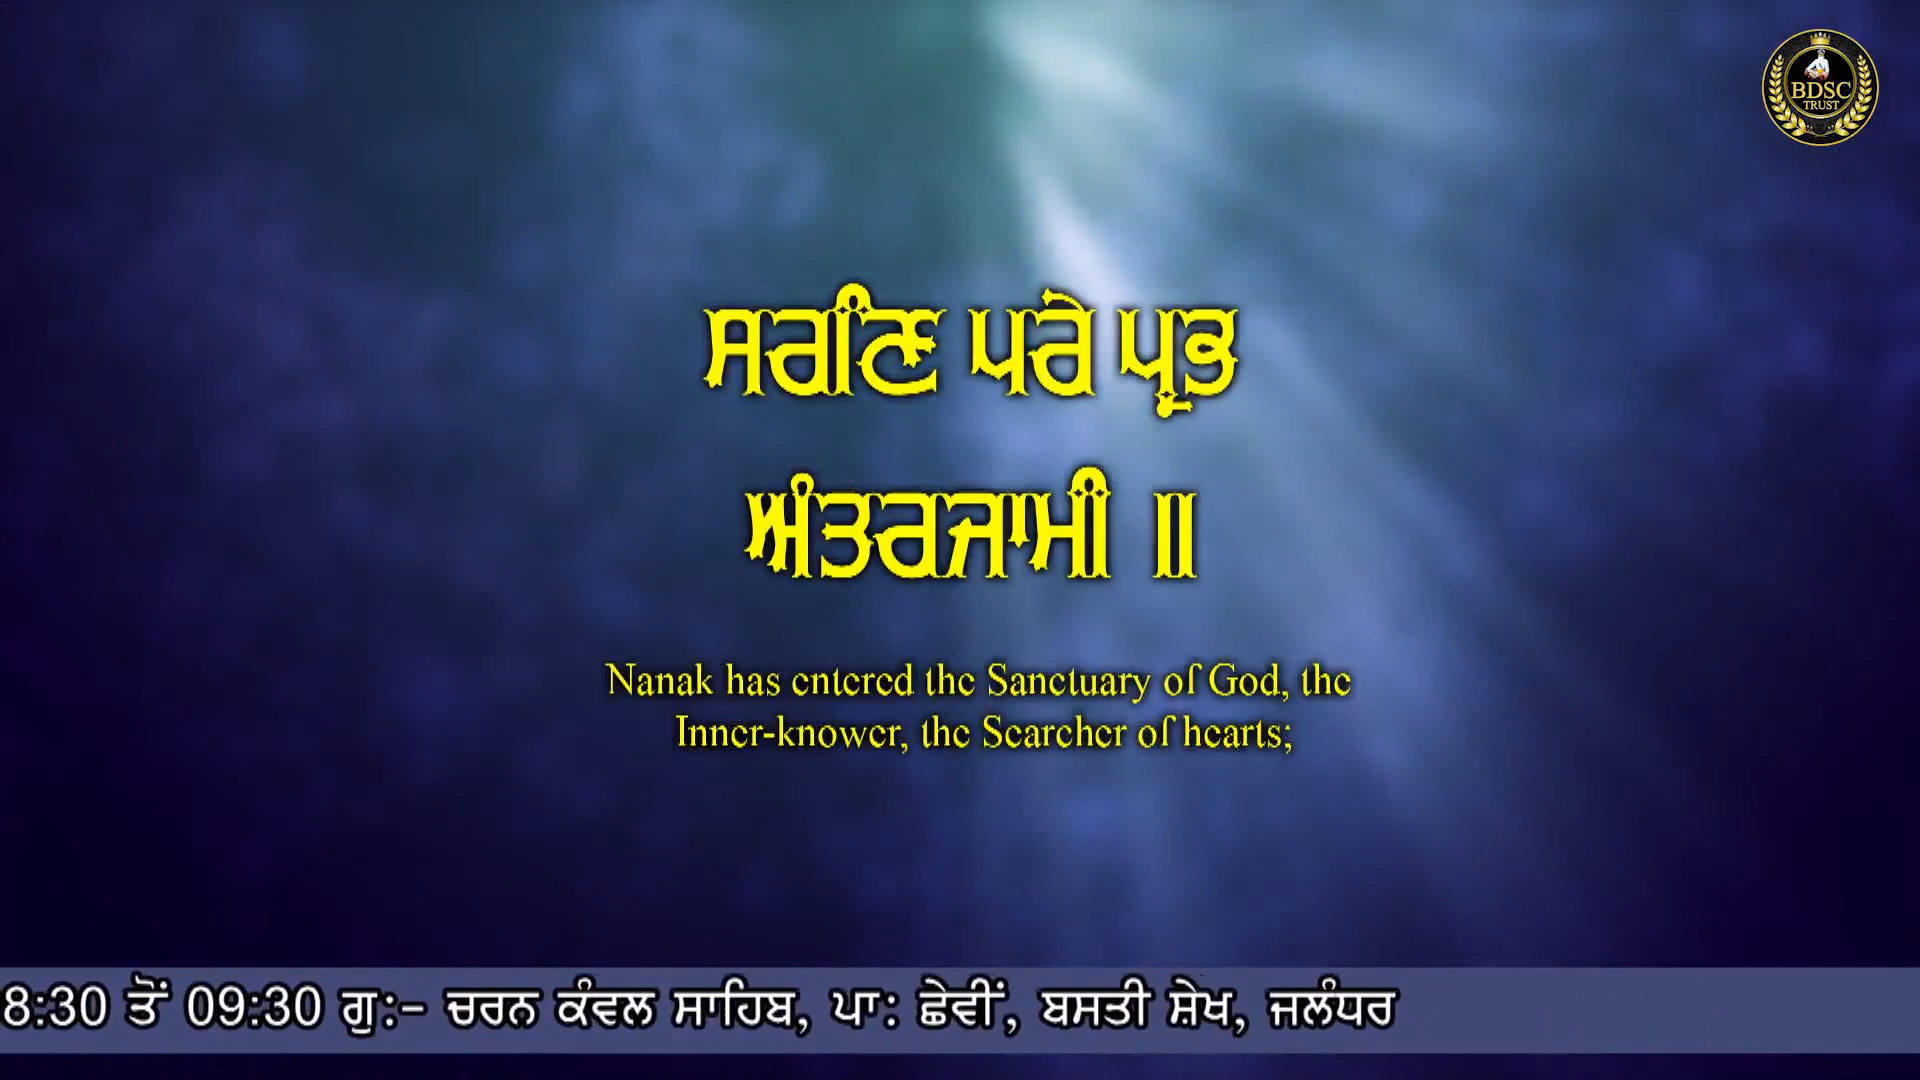 BDSC
TRUST
ਸਰਣਿ ਪਰੇ ਪ੍ਰਭ
ਅੰਤਰਜਾਮੀ ॥
Nanak has entered the Sanctuary of God, the
Inner-knower, the Searcher of hearts;
8:30 ਤੋਂ 09:30 ਗੁ:- ਚਰਨ ਕੰਵਲ ਸਾਹਿਬ, ਪਾ: ਛੇਵੀਂ, ਬਸਤੀ ਸ਼ੇਖ, ਜਲੰਧਰ